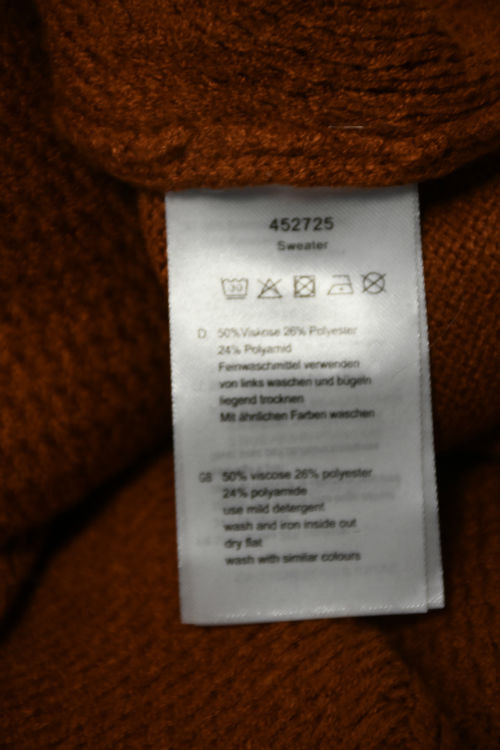 452725
Sweater
30
D 50% Viskose 26% Polyester
24% Polyamid
Feinwaschmittel verwenden
von links waschen und bügeln
liegend trocknen
Mit ähnlichen Farben waschen
GB 50% viscose 26% polyester
24% polyamide
use mild detergent
wash and iron inside out
dry flat
wash with similar colours